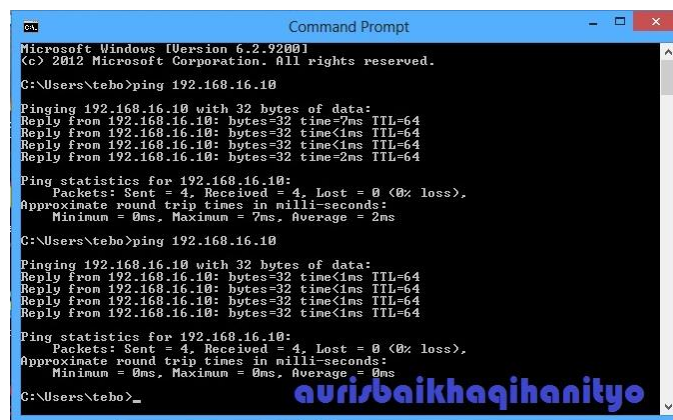 Command Prompt
Microsoft Windows [Version 6.2.9200]
(c) 2012 Microsoft Corporation. All rights reserved.
C:\Users\tebo>ping 192.168.16.10
Pinging 192.168.16.10 with 32 bytes of data:
Reply from 192.168.16.10: bytes=32 time=7ms TTL=64
Reply from 192.168.16.10: bytes=32 time<1ms TTL=64
Reply from 192.168.16.10: bytes=32 time<1ms TTL=64
Reply from 192.168.16.10: bytes=32 time=2ms TTL=64
Ping statistics for 192.168.16.10:
Packets: Sent = 4, Received = 4, Lost = 0 (0% loss),
Approximate round trip times in milli-seconds:
Minimum = 0ms, Maximum = 7ms, Average = 2ms
C:\Users\tebo>ping 192.168.16.10
Pinging 192.168.16.10 with 32 bytes of data:
Reply from 192.168.16.10: bytes=32 time<1ms TTL=64
Reply from 192.168.16.10: bytes=32 time<1ms TTL=64
Reply from 192.168.16.10: bytes=32 time<1ms TTL=64
Reply from 192.168.16.10: bytes=32 time<1ms TTL=64
Ping statistics for 192.168.16.10:
Packets: Sent = 4, Received = 4, Lost = 0 (0% loss),
Approximate round trip times in milli-seconds:
Minimum = 0ms, Maximum = 0ms, Average = 0ms
C:\Users\tebo>_
aurisbaikhaqihanityo